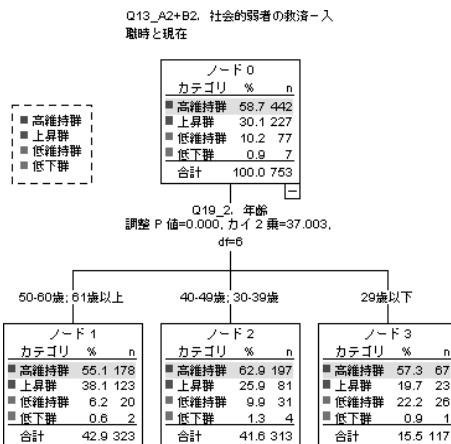 Q13_A2+B2. 社会的弱者の救済－入
職時と現在
ノード 0
カテゴリ % n
高維持群 58.7 442
上昇群 30.1 227
低維持群 10.2 77
低下群 0.9 7
合計 100.0 753
高維持群
上昇群
低維持群
低下群
Q19_2. 年齢
調整 P 値=0.000, カイ 2 乗=37.003,
df=6
50-60歳; 61歳以上
40-49歳; 30-39歳
29歳以下
ノード 1
カテゴリ % n
高維持群 55.1 178
上昇群 38.1 123
低維持群 6.2 20
低下群 0.6 2
合計 42.9 323
ノード 2
カテゴリ % n
高維持群 62.9 197
上昇群 25.9 81
低維持群 9.9 31
低下群 1.3 4
合計 41.6 313
ノード 3
カテゴリ % n
高維持群 57.3 67
上昇群 19.7 23
低維持群 22.2 26
低下群 0.9 1
合計 15.5 117